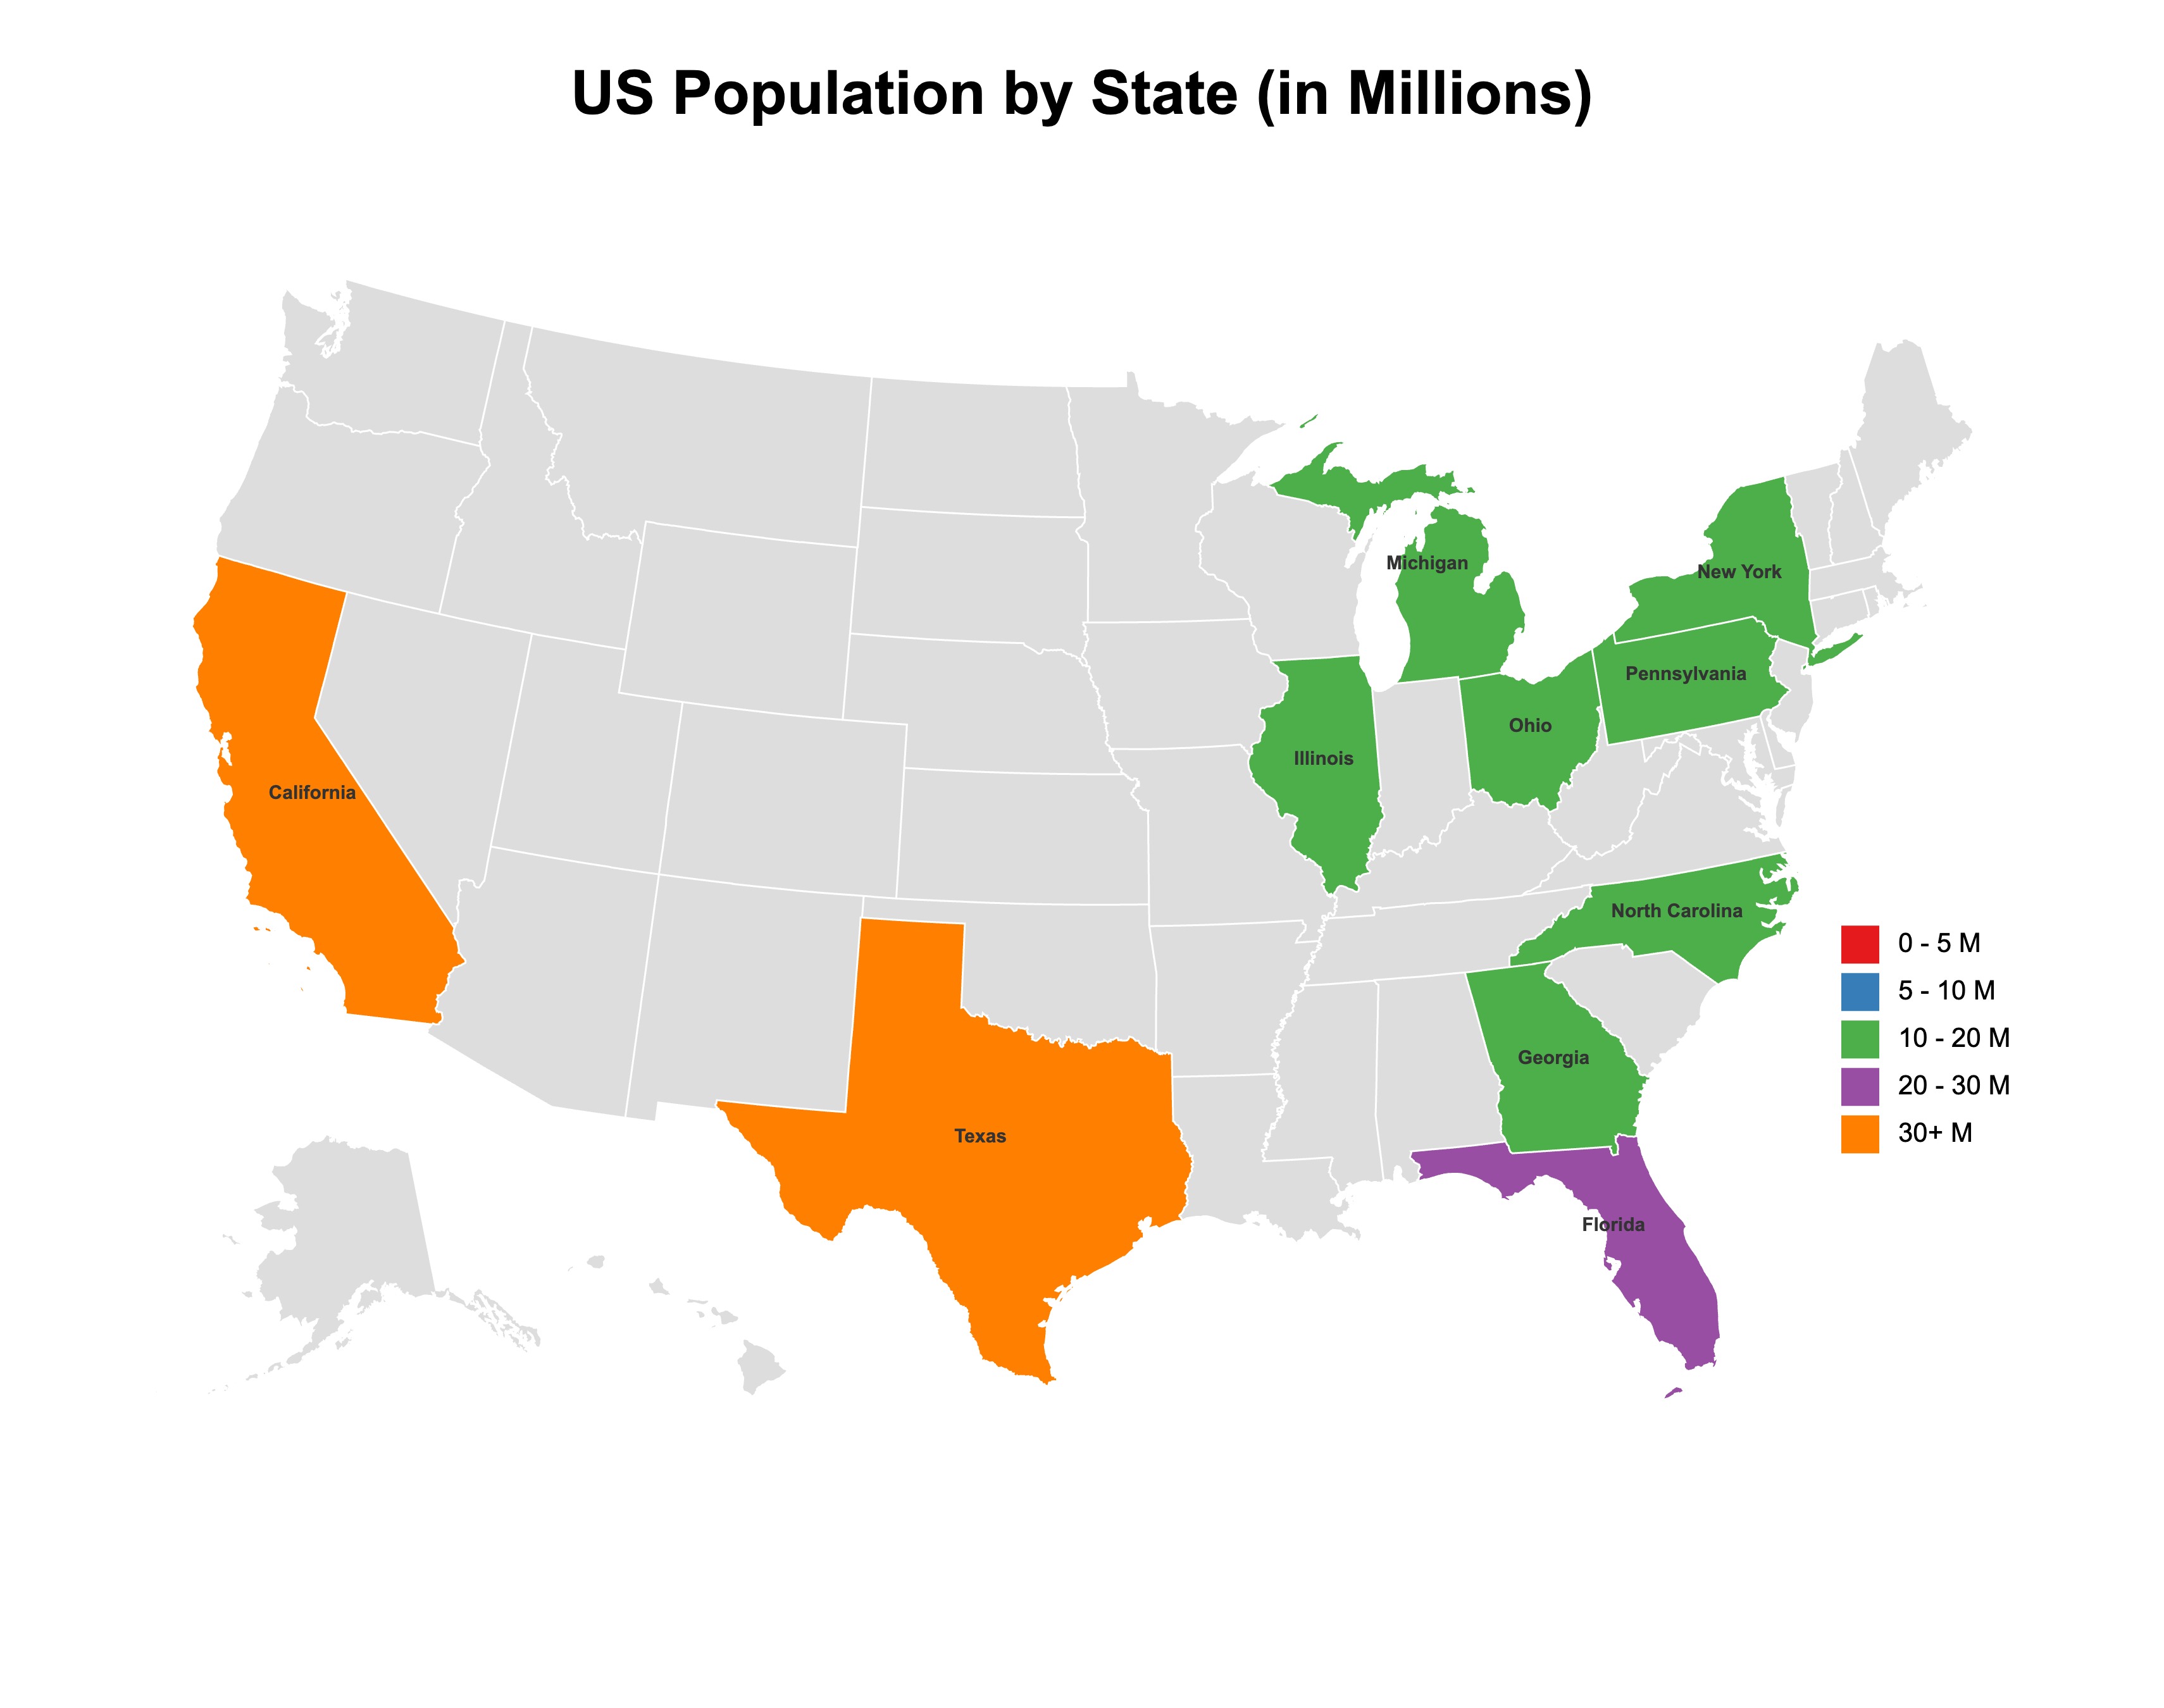 US Population by State (in Millions)
Michigan
New York
Pennsylvania
Ohio
Illinois
California
North Carolina
Georgia
Texas
Florida
0 - 5 M
5 - 10 M
10 - 20 M
20 - 30 M
30+ M